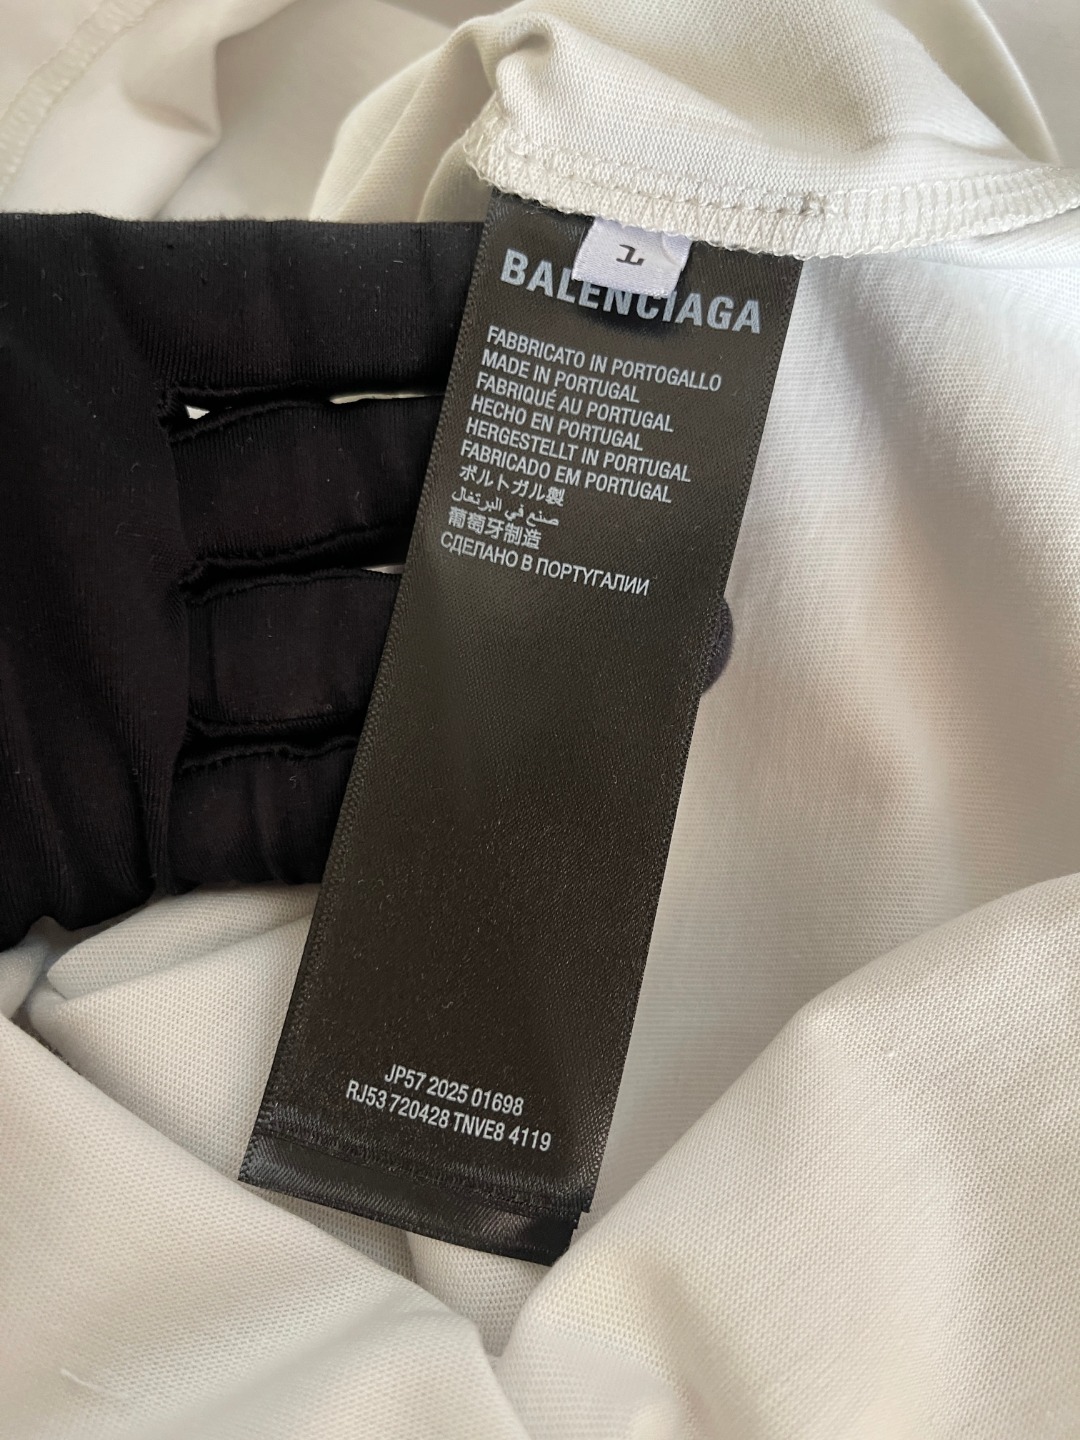 BALENCIAGA
FABBRICATO IN PORTOGALLO
MADE IN PORTUGAL
FABRIQUÉ AU PORTUGAL
HECHO EN PORTUGAL
HERGESTELLT IN PORTUGAL
FABRICADO EM PORTUGAL
ポルトガル製
صنع في البرتغال
葡萄牙制造
СДЕЛАНО В ПОРТУГАЛИИ
JP57 2025 01698
RJ53 720428 TNVE8 4119